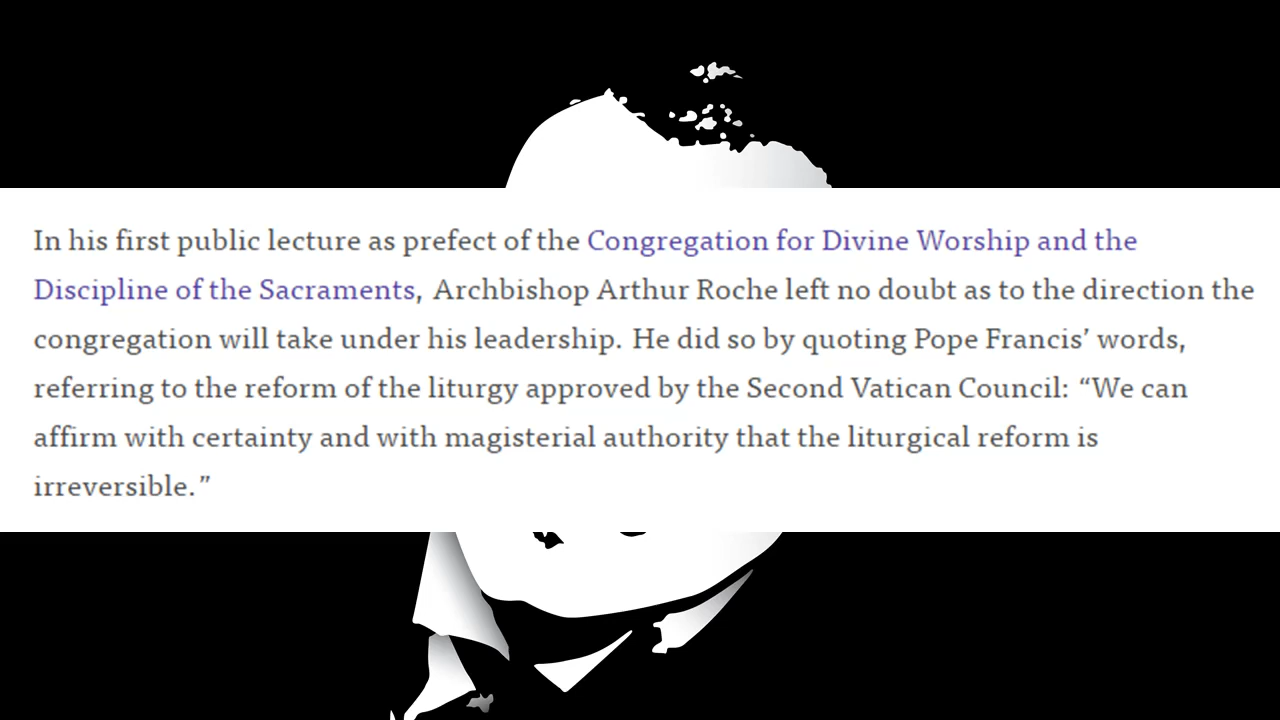 In his first public lecture as prefect of the Congregation for Divine Worship and the
Discipline of the Sacraments, Archbishop Arthur Roche left no doubt as to the direction the
congregation will take under his leadership. He did so by quoting Pope Francis’ words,
referring to the reform of the liturgy approved by the Second Vatican Council: “We can
affirm with certainty and with magisterial authority that the liturgical reform is
irreversible.”